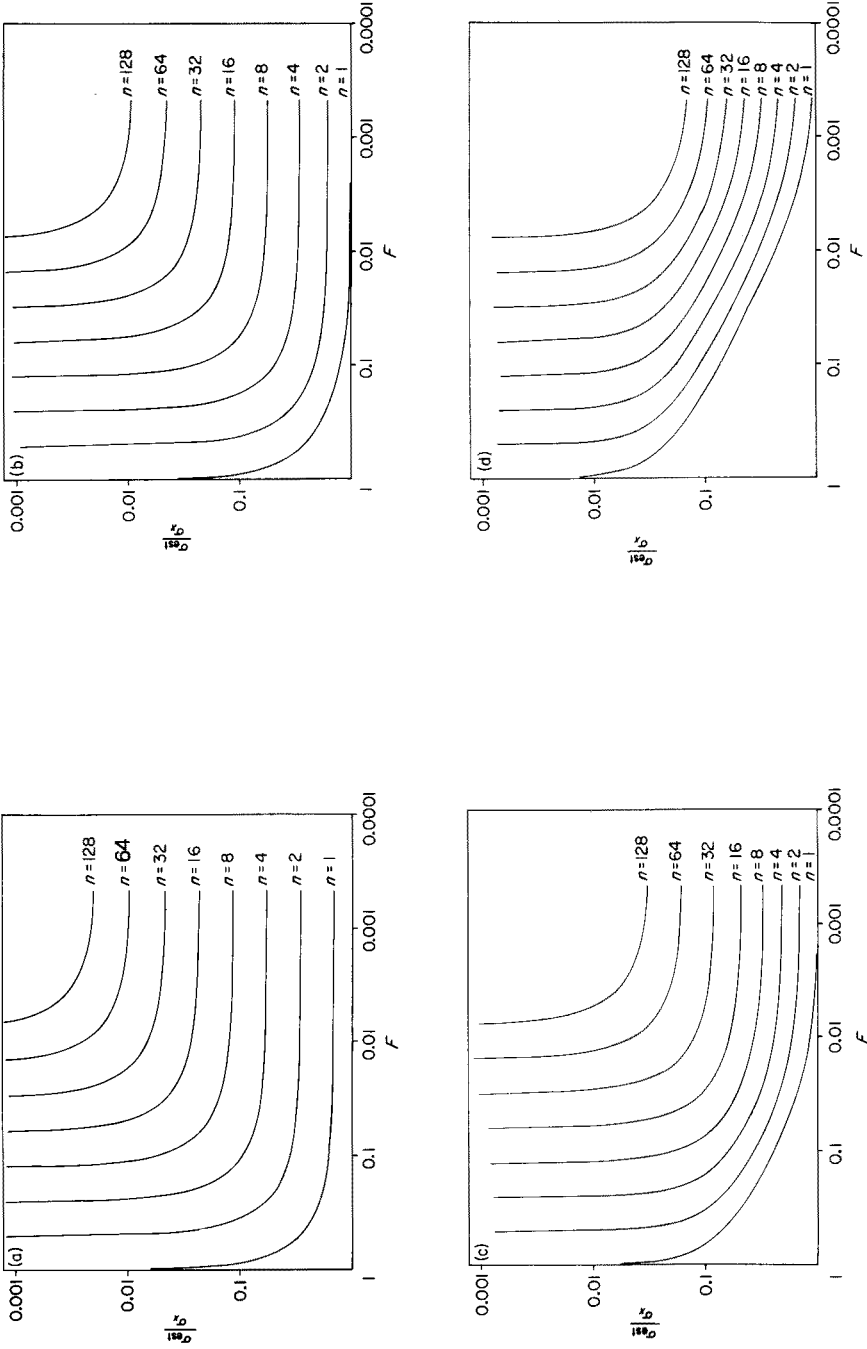 (a)
0.001
0.01
0.1
σest
σx
n=128
n=64
n=32
n=16
n=8
n=4
n=2
n=1
1
0.1
0.01
0.001
0.0001
F
(b)
0.001
0.01
0.1
σest
σx
n=128
n=64
n=32
n=16
n=8
n=4
n=2
n=1
1
0.1
0.01
0.001
0.0001
F
(c)
0.001
0.01
0.1
σest
σx
n=128
n=64
n=32
n=16
n=8
n=4
n=2
n=1
1
0.1
0.01
0.001
0.0001
F
(d)
0.001
0.01
0.1
σest
σx
n=128
n=64
n=32
n=16
n=8
n=4
n=2
n=1
1
0.1
0.01
0.001
0.0001
F